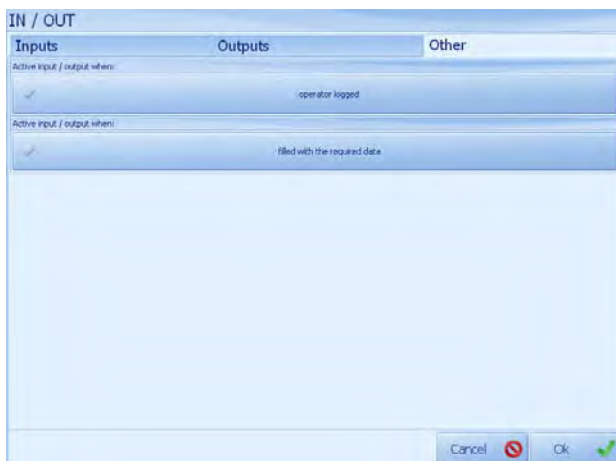 IN / OUT
Inputs Outputs Other
Active input / output when:
operator logged
Active input / output when:
filled with the required data
Cancel Ok